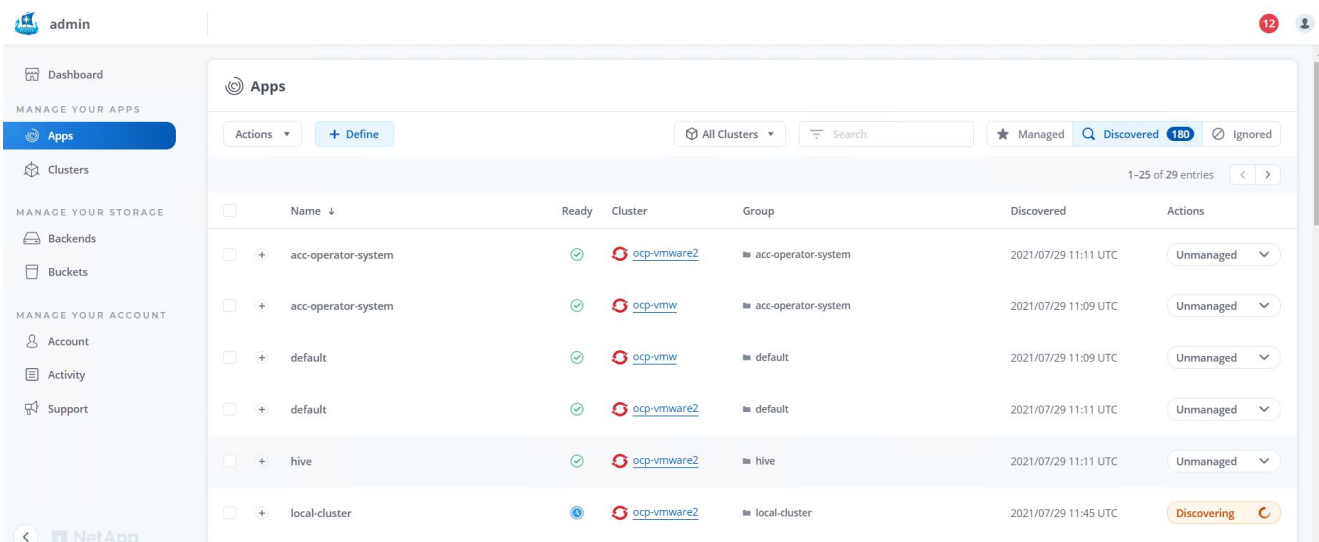 admin
12
Dashboard
MANAGE YOUR APPS
Apps
Clusters
MANAGE YOUR STORAGE
Backends
Buckets
MANAGE YOUR ACCOUNT
Account
Activity
Support
NetApp
Apps
Actions + Define All Clusters Search Managed Discovered 180 Ignored
1–25 of 29 entries < >
Name ↓ Ready Cluster Group Discovered Actions
+ acc-operator-system ocp-vmware2 acc-operator-system 2021/07/29 11:11 UTC Unmanaged
+ acc-operator-system ocp-vmw acc-operator-system 2021/07/29 11:09 UTC Unmanaged
+ default ocp-vmw default 2021/07/29 11:09 UTC Unmanaged
+ default ocp-vmware2 default 2021/07/29 11:11 UTC Unmanaged
+ hive ocp-vmware2 hive 2021/07/29 11:11 UTC Unmanaged
+ local-cluster ocp-vmware2 local-cluster 2021/07/29 11:45 UTC Discovering